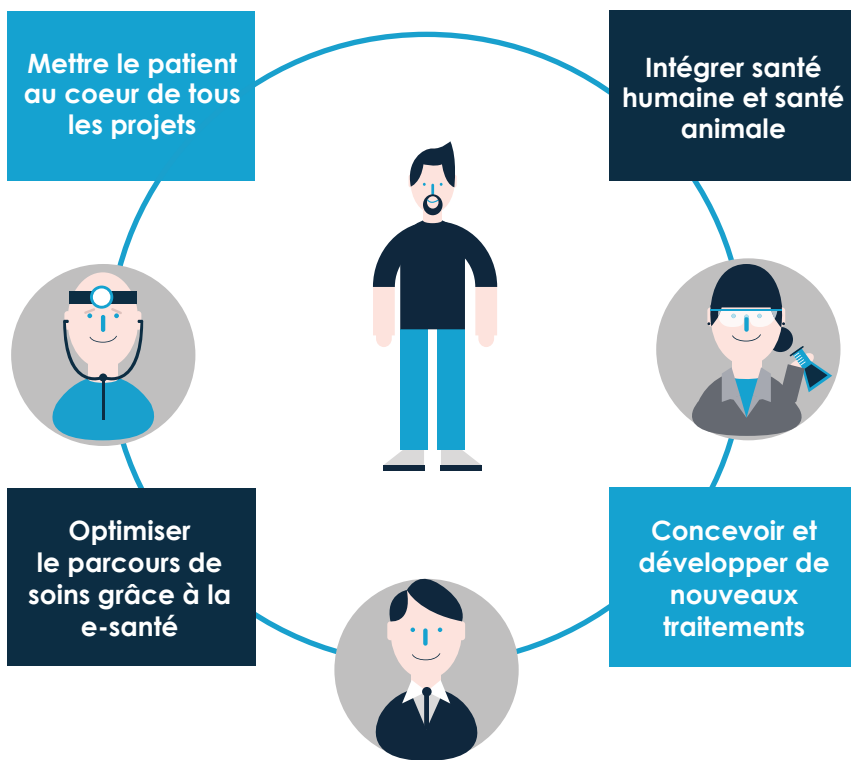 Mettre le patient
au coeur de tous
les projets
Intégrer santé
humaine et santé
animale
Optimiser
le parcours de
soins grâce à la
e-santé
Concevoir et
développer de
nouveaux
traitements